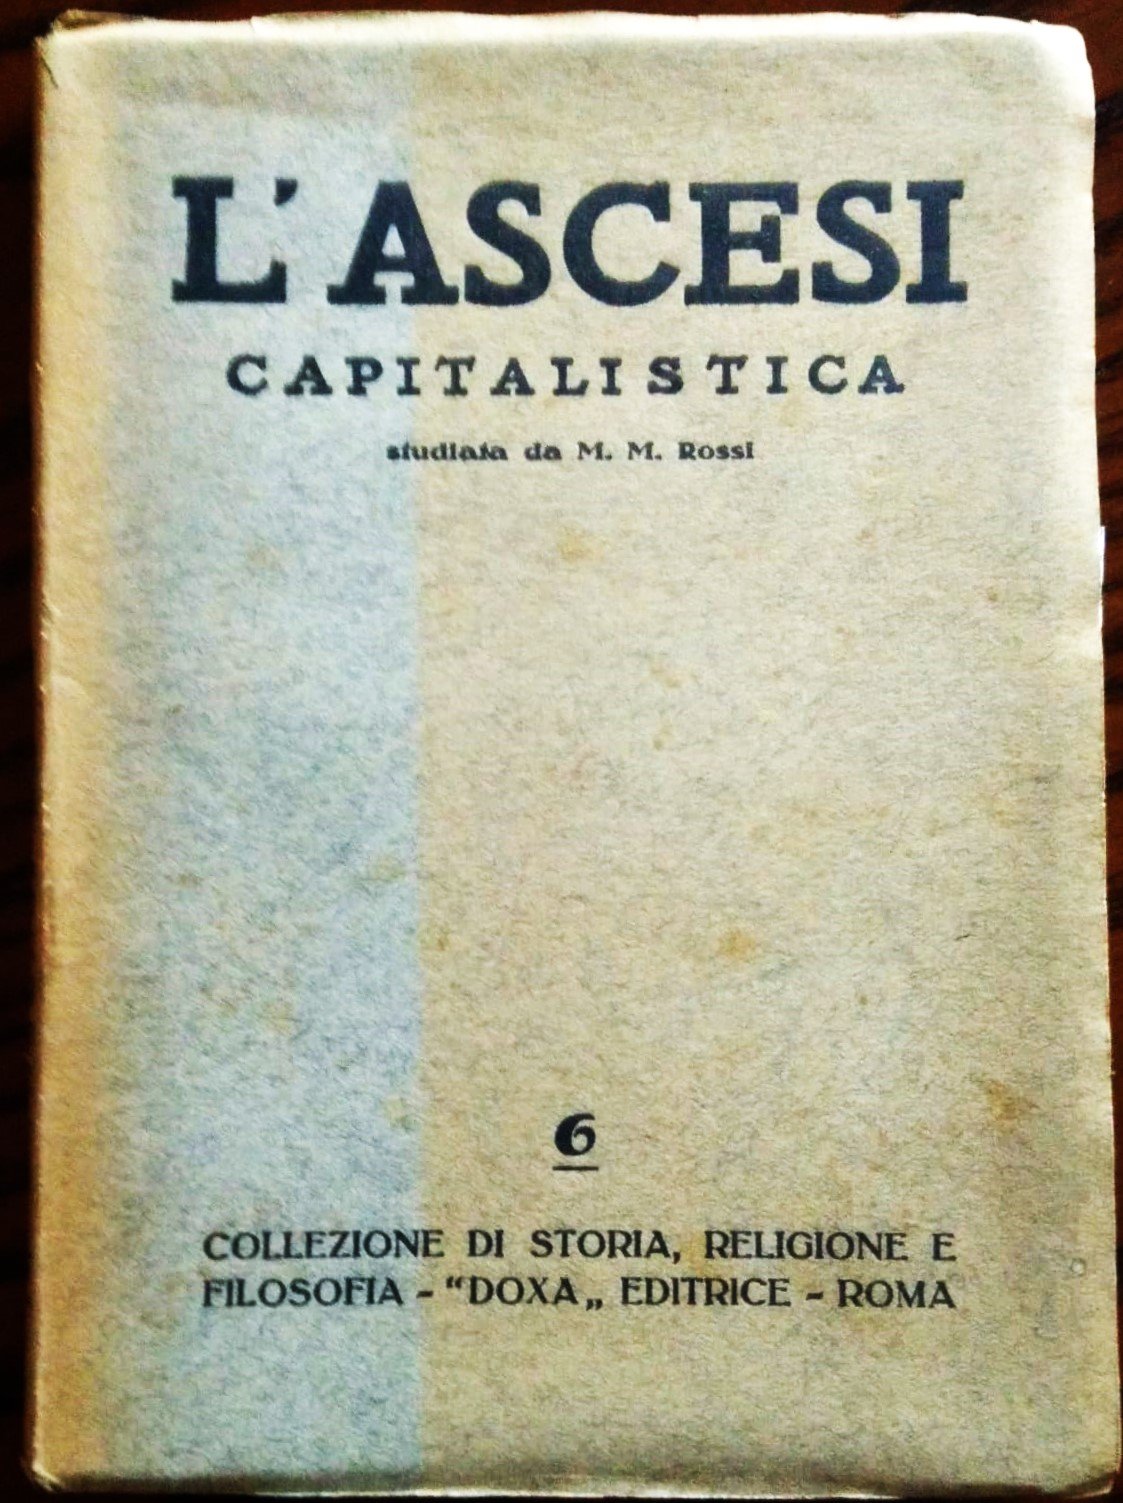 L'ASCESI
CAPITALISTICA
studiata da M. M. Rossi
6
COLLEZIONE DI STORIA, RELIGIONE E
FILOSOFIA - "DOXA„ EDITRICE - ROMA